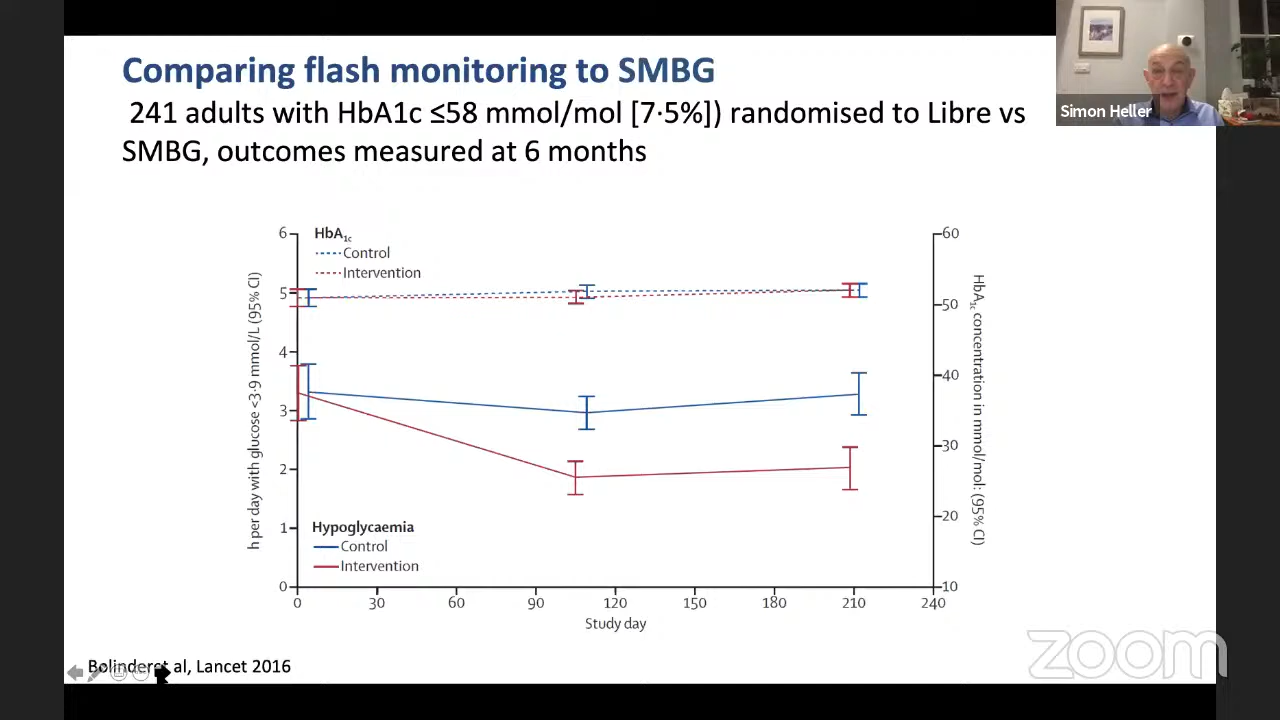 Comparing flash monitoring to SMBG
241 adults with HbA1c ≤58 mmol/mol [7·5%]) randomised to Libre vs
SMBG, outcomes measured at 6 months
Simon Heller
HbA1c
Control
Intervention
Hypoglycaemia
Control
Intervention
h per day with glucose <3·9 mmol/L (95% CI)
6
5
4
3
2
1
0
HbA1c concentration in mmol/mol: (95% CI)
60
50
40
30
20
10
0 30 60 90 120 150 180 210 240
Study day
Bolinder et al, Lancet 2016
zoom